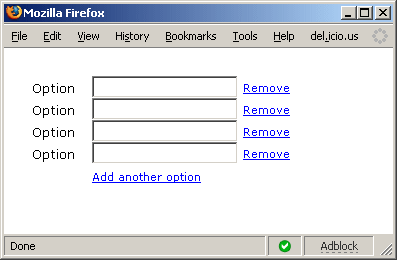 Mozilla Firefox
File Edit View History Bookmarks Tools Help del.icio.us
Option Remove
Option Remove
Option Remove
Option Remove
Add another option
Done Adblock